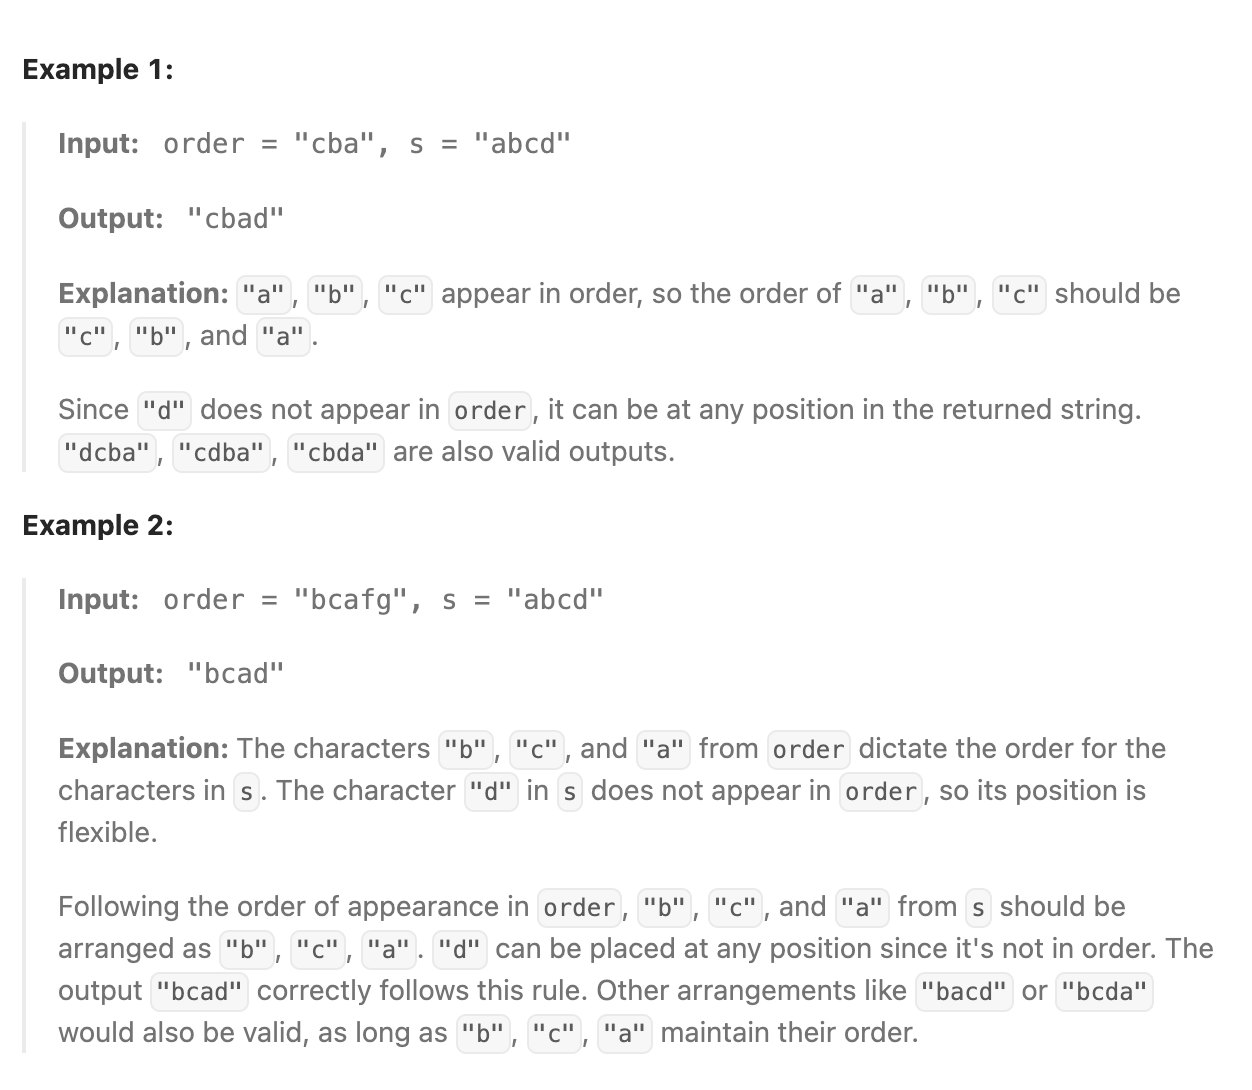 Example 1:
Input: order = "cba", s = "abcd"
Output: "cbad"
Explanation: "a", "b", "c" appear in order, so the order of "a", "b", "c" should be
"c", "b", and "a".
Since "d" does not appear in order, it can be at any position in the returned string.
"dcba", "cdba", "cbda" are also valid outputs.
Example 2:
Input: order = "bcafg", s = "abcd"
Output: "bcad"
Explanation: The characters "b", "c", and "a" from order dictate the order for the
characters in s. The character "d" in s does not appear in order, so its position is
flexible.
Following the order of appearance in order, "b", "c", and "a" from s should be
arranged as "b", "c", "a". "d" can be placed at any position since it's not in order. The
output "bcad" correctly follows this rule. Other arrangements like "bacd" or "bcda"
would also be valid, as long as "b", "c", "a" maintain their order.